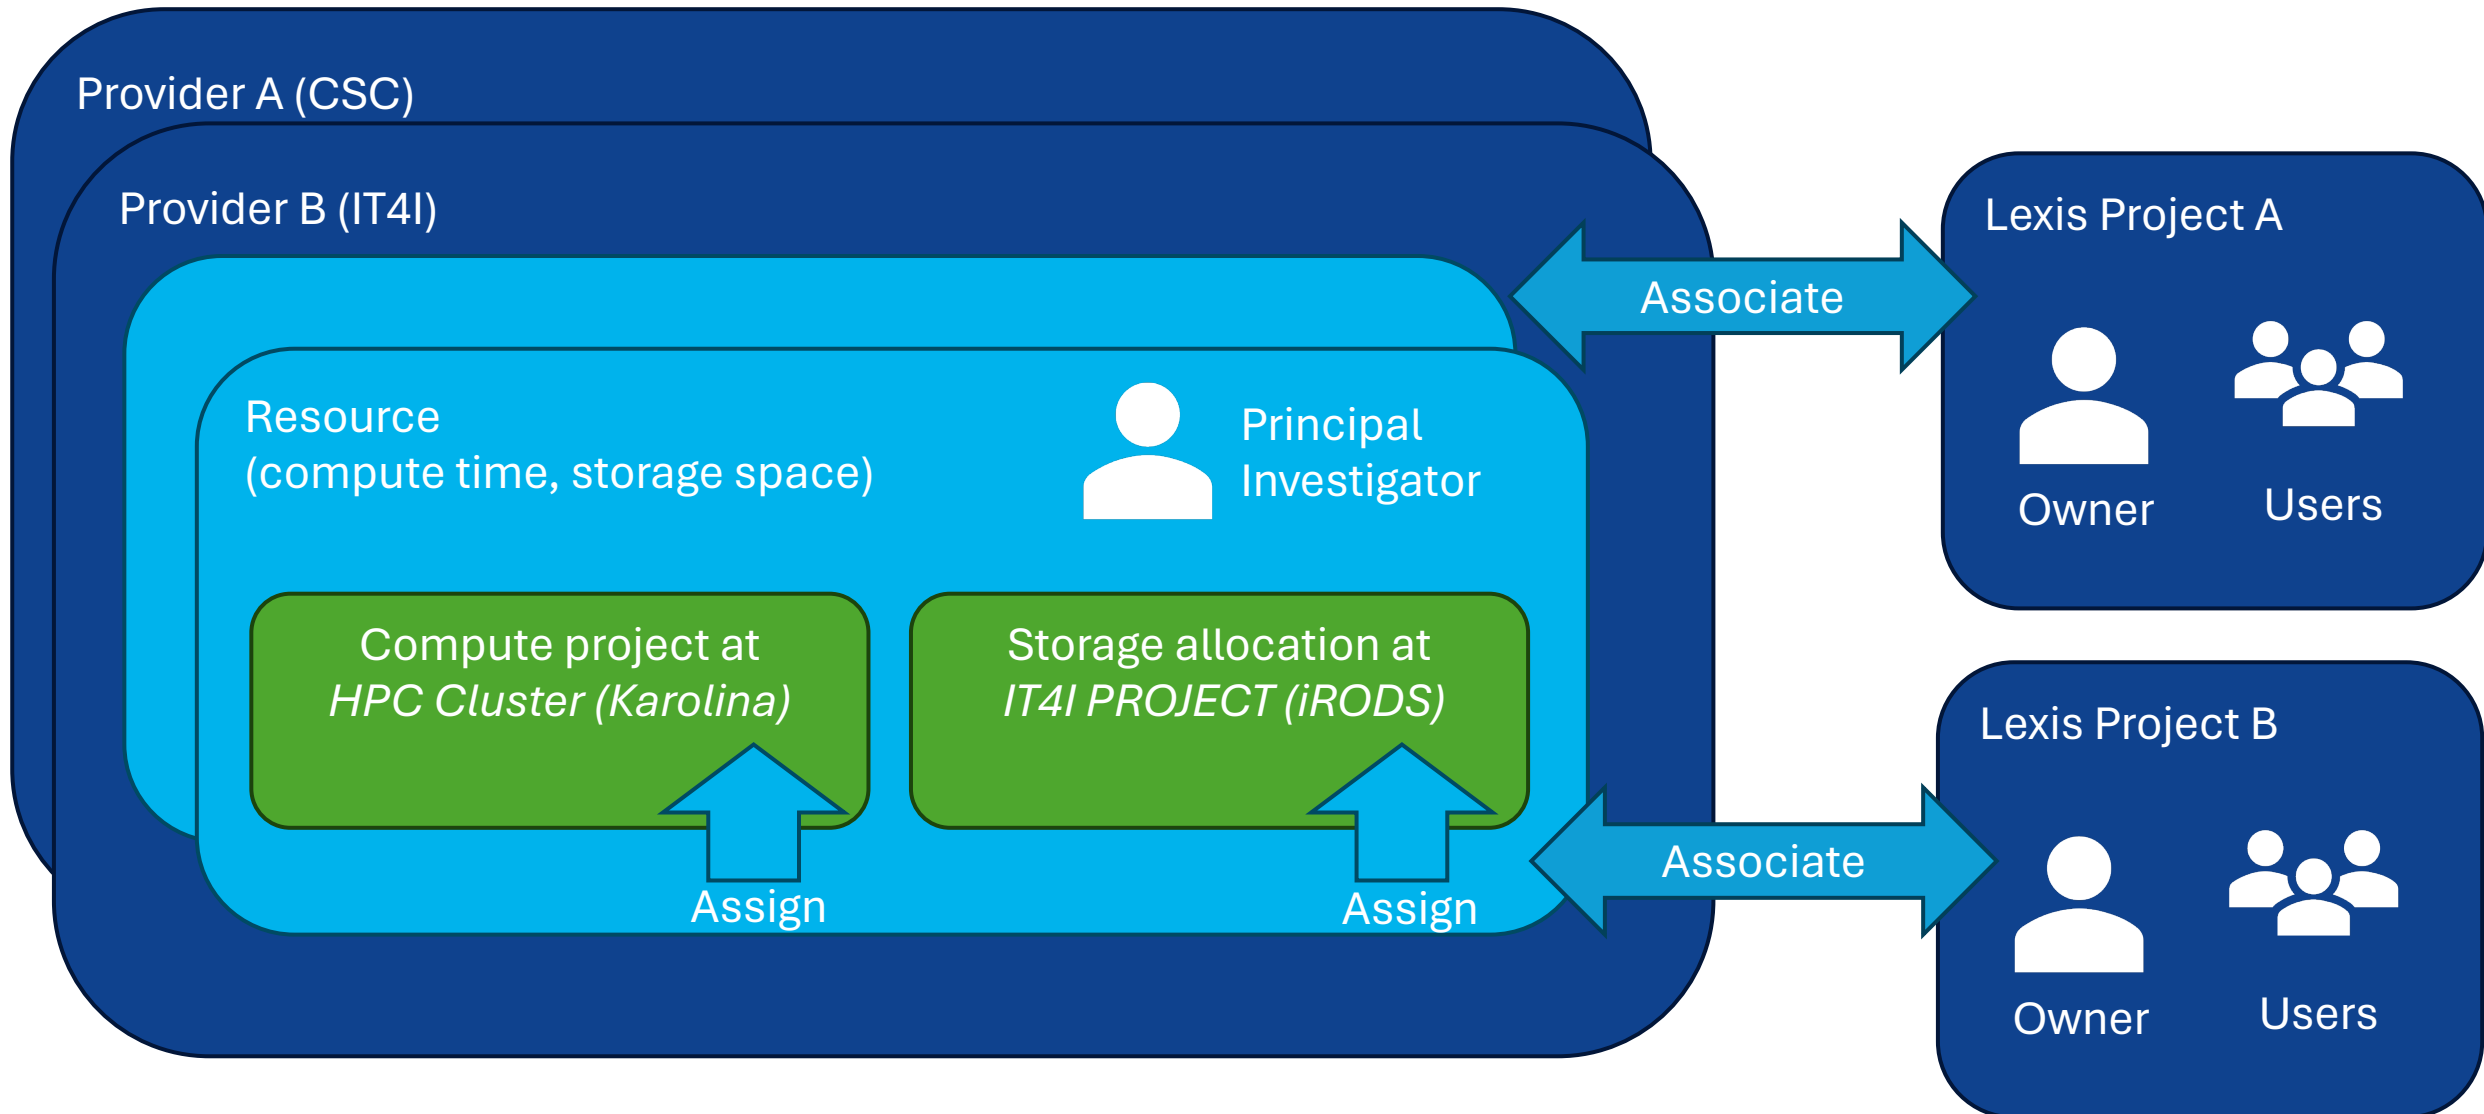 Provider A (CSC)
Provider B (IT4I)
Resource
(compute time, storage space)
Principal
Investigator
Compute project at
HPC Cluster (Karolina)
Storage allocation at
IT4I PROJECT (iRODS)
Assign
Assign
Associate
Associate
Lexis Project A
Owner
Users
Lexis Project B
Owner
Users